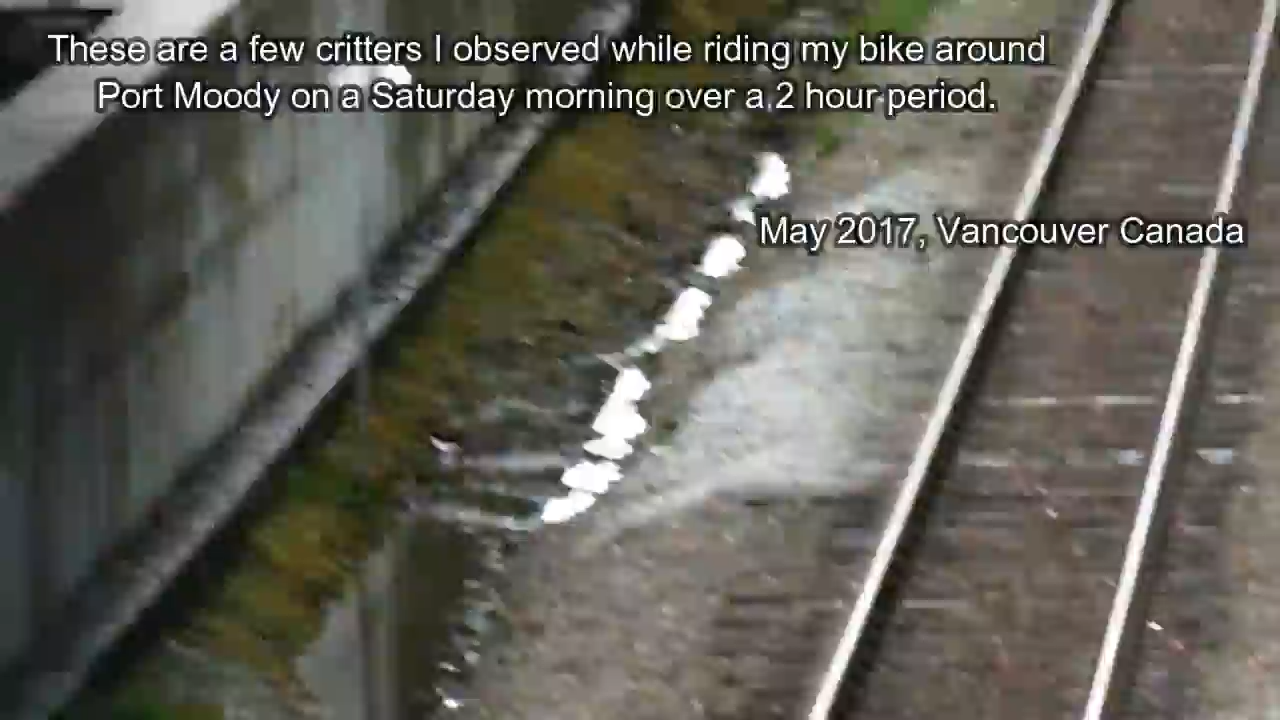 These are a few critters I observed while riding my bike around
Port Moody on a Saturday morning over a 2 hour period.
May 2017, Vancouver Canada